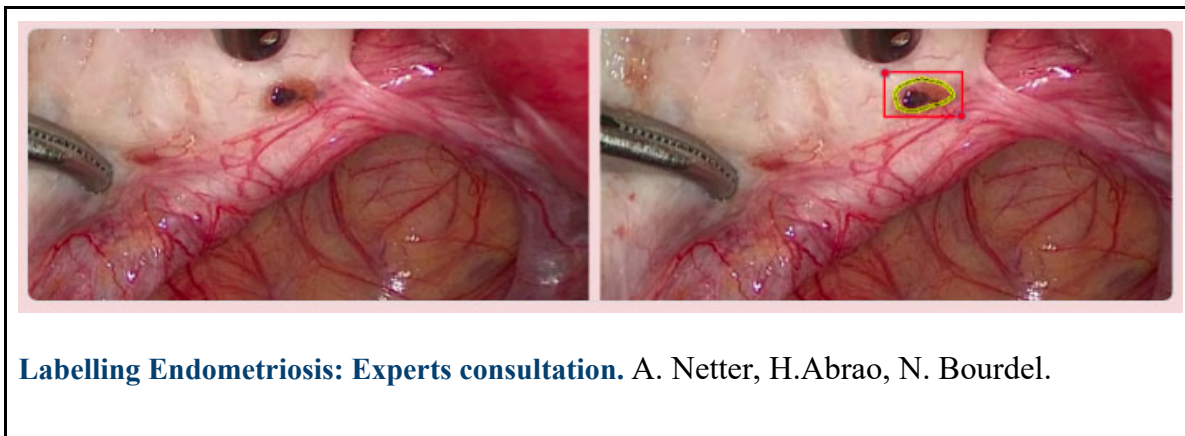 Labelling Endometriosis: Experts consultation. A. Netter, H.Abrao, N. Bourdel.